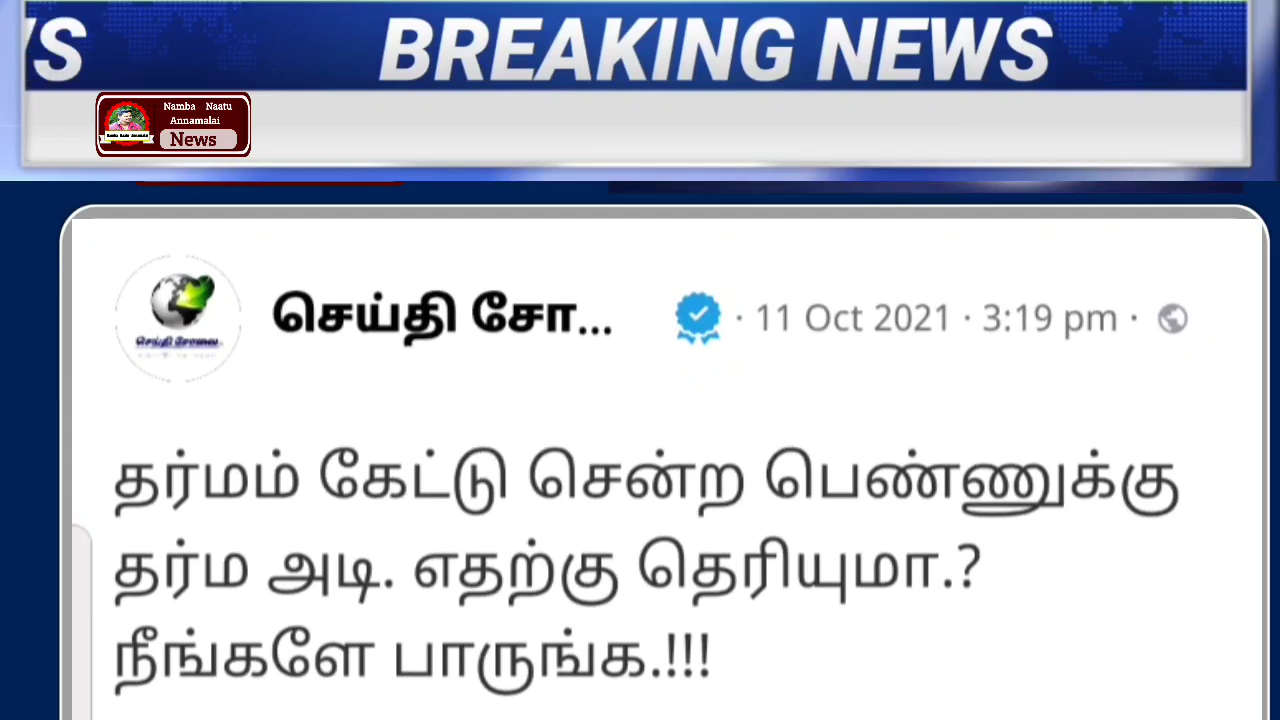 S
BREAKING NEWS
Namba Naatu
Annamalai
News
செய்தி சோ... · 11 Oct 2021 · 3:19 pm ·
செய்தி சோலை
தர்மம் கேட்டு சென்ற பெண்ணுக்கு
தர்ம அடி. எதற்கு தெரியுமா.?
நீங்களே பாருங்க.!!!